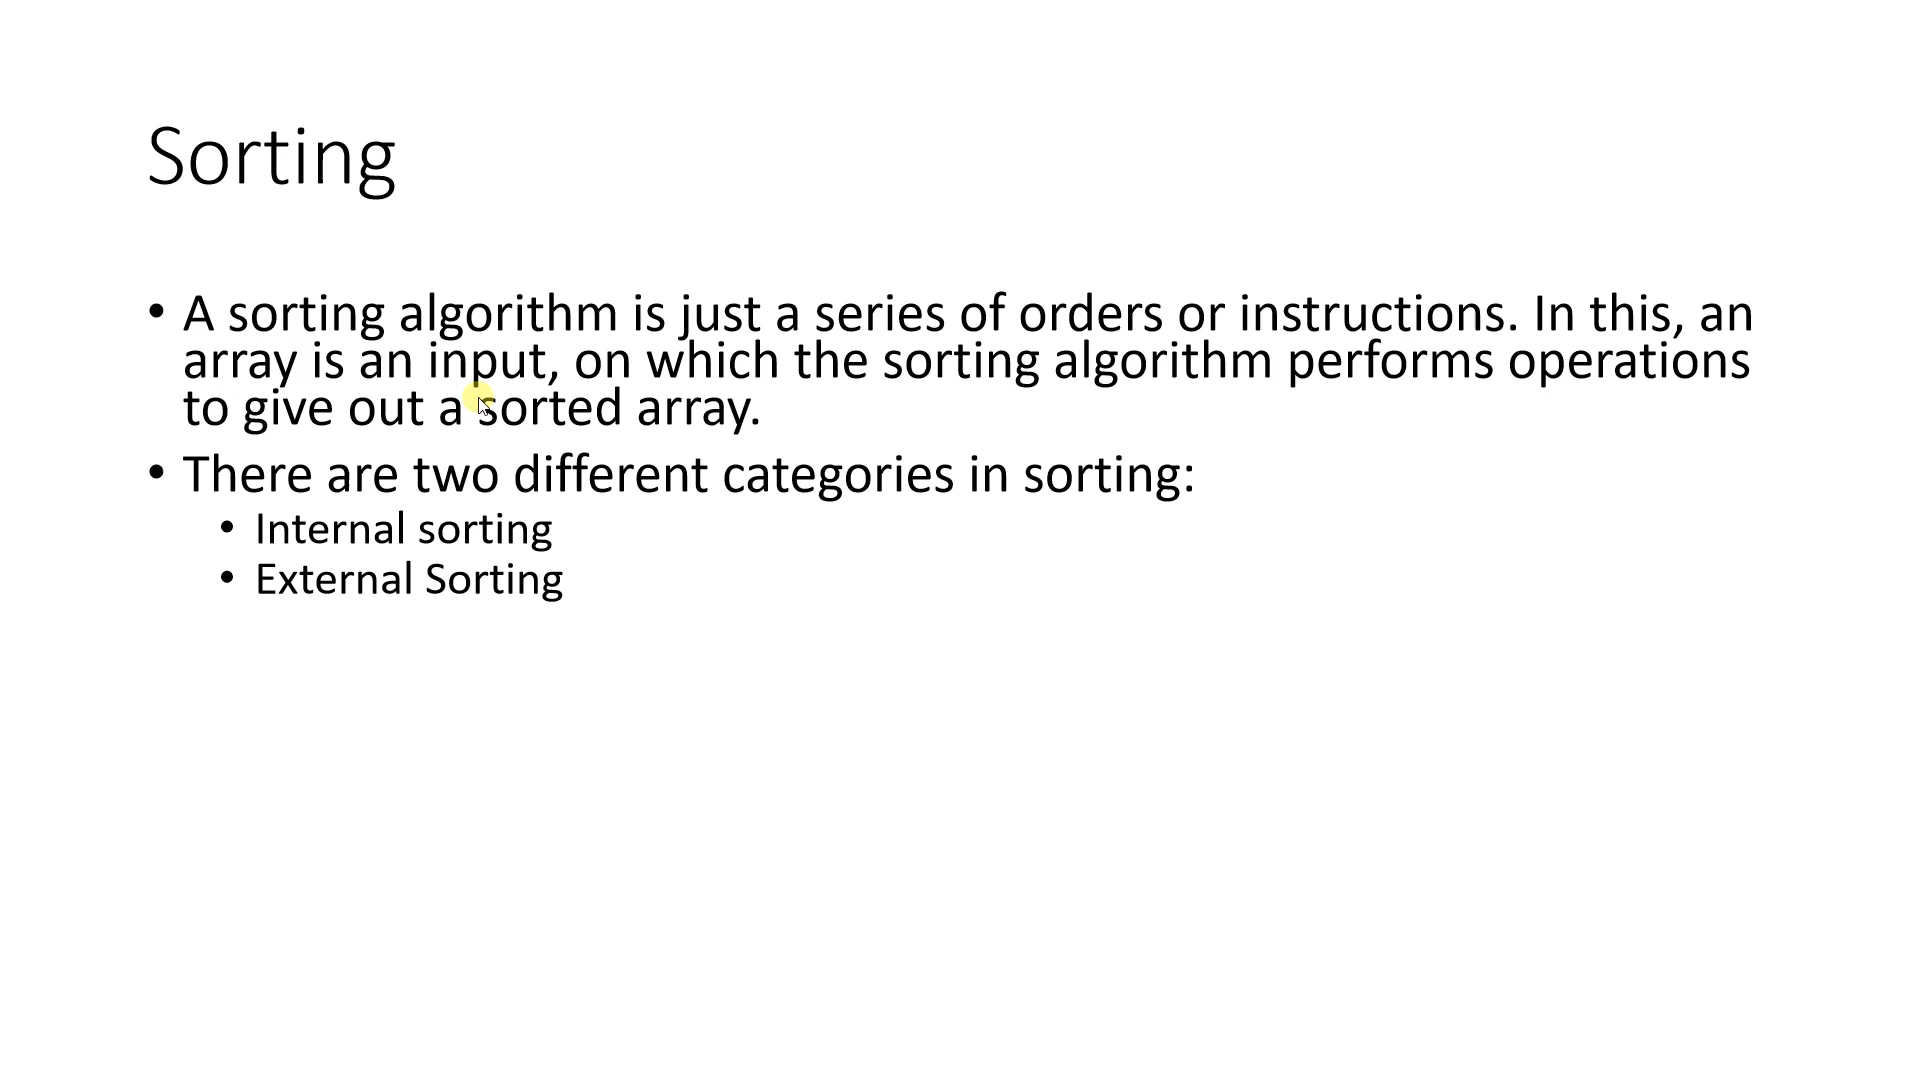 Sorting
• A sorting algorithm is just a series of orders or instructions. In this, an
array is an input, on which the sorting algorithm performs operations
to give out a sorted array.
• There are two different categories in sorting:
• Internal sorting
• External Sorting